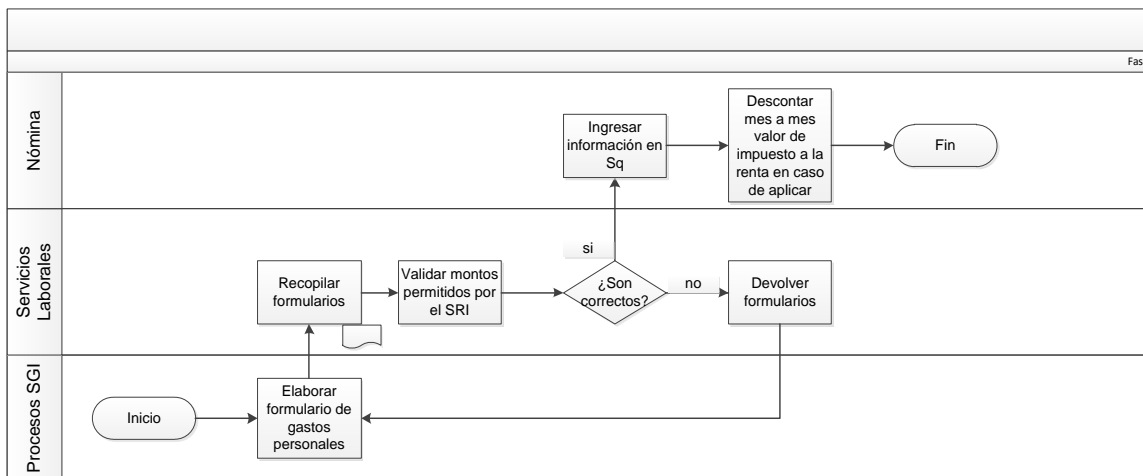 Fas
Nómina
Ingresar
información en
Sq
Descontar
mes a mes
valor de
impuesto a la
renta en caso
de aplicar
Fin
Servicios
Laborales
Recopilar
formularios
Validar montos
permitidos por
el SRI
si
¿Son
correctos?
no
Devolver
formularios
Procesos SGI
Inicio
Elaborar
formulario de
gastos
personales